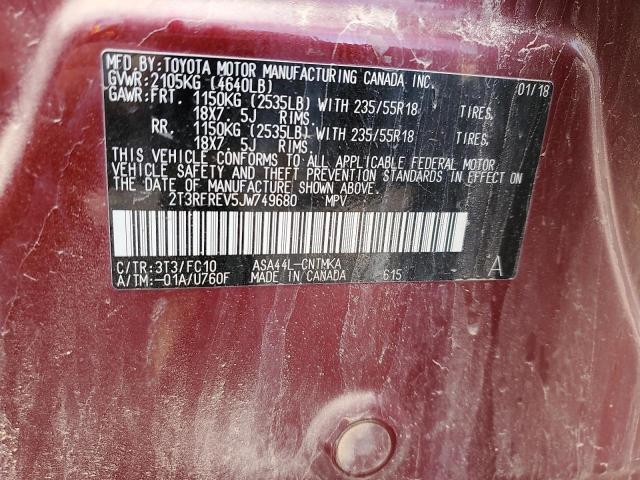 MFD.BY:TOYOTA MOTOR MANUFACTURING CANADA INC. 01/18
GVWR:2105KG (4640LB)
GAWR:FRT. 1150KG (2535LB) WITH 235/55R18 TIRES,
18X7. 5J RIMS.
RR. 1150KG (2535LB) WITH 235/55R18 TIRES,
18X7. 5J RIMS.
THIS VEHICLE CONFORMS TO ALL APPLICABLE FEDERAL MOTOR
VEHICLE SAFETY AND THEFT PREVENTION STANDARDS IN EFFECT ON
THE DATE OF MANUFACTURE SHOWN ABOVE.
2T3RFREV5JW749680 MPV
C/TR:3T3/FC10 ASA44L-CNTMKA 615 A
A/TM:-01A/U760F MADE IN CANADA